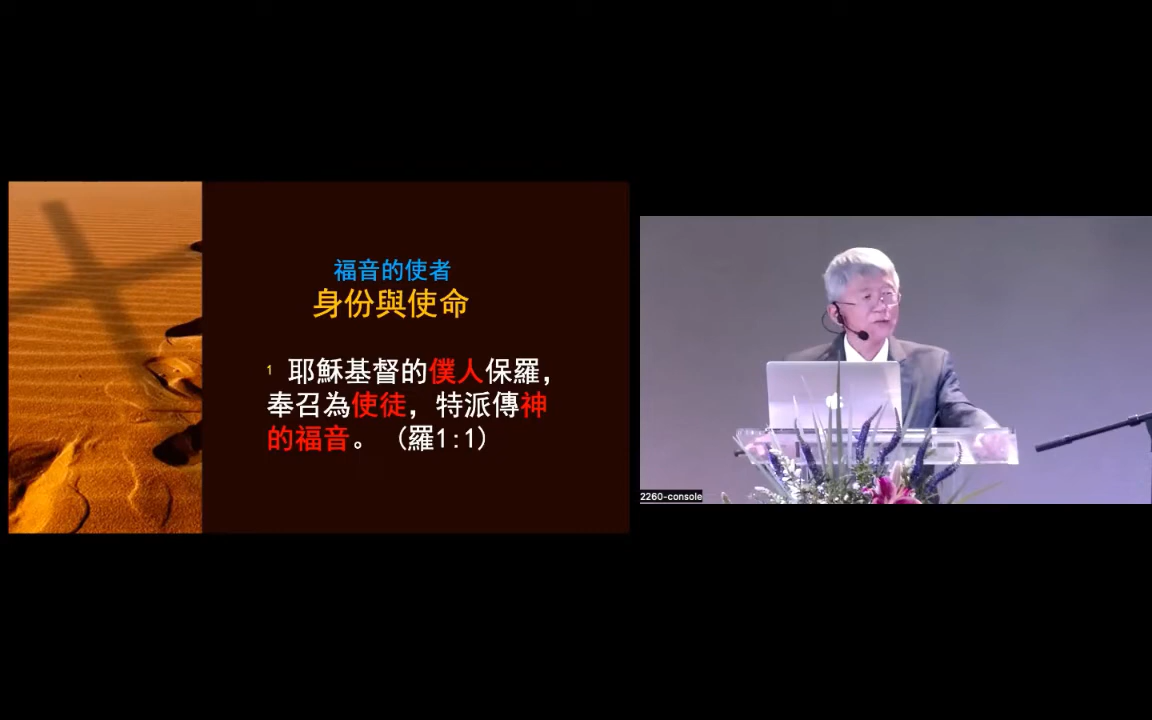 福音的使者
身份與使命
1 耶穌基督的僕人保羅，
奉召為使徒，特派傳神
的福音。（羅1:1）
2260-console